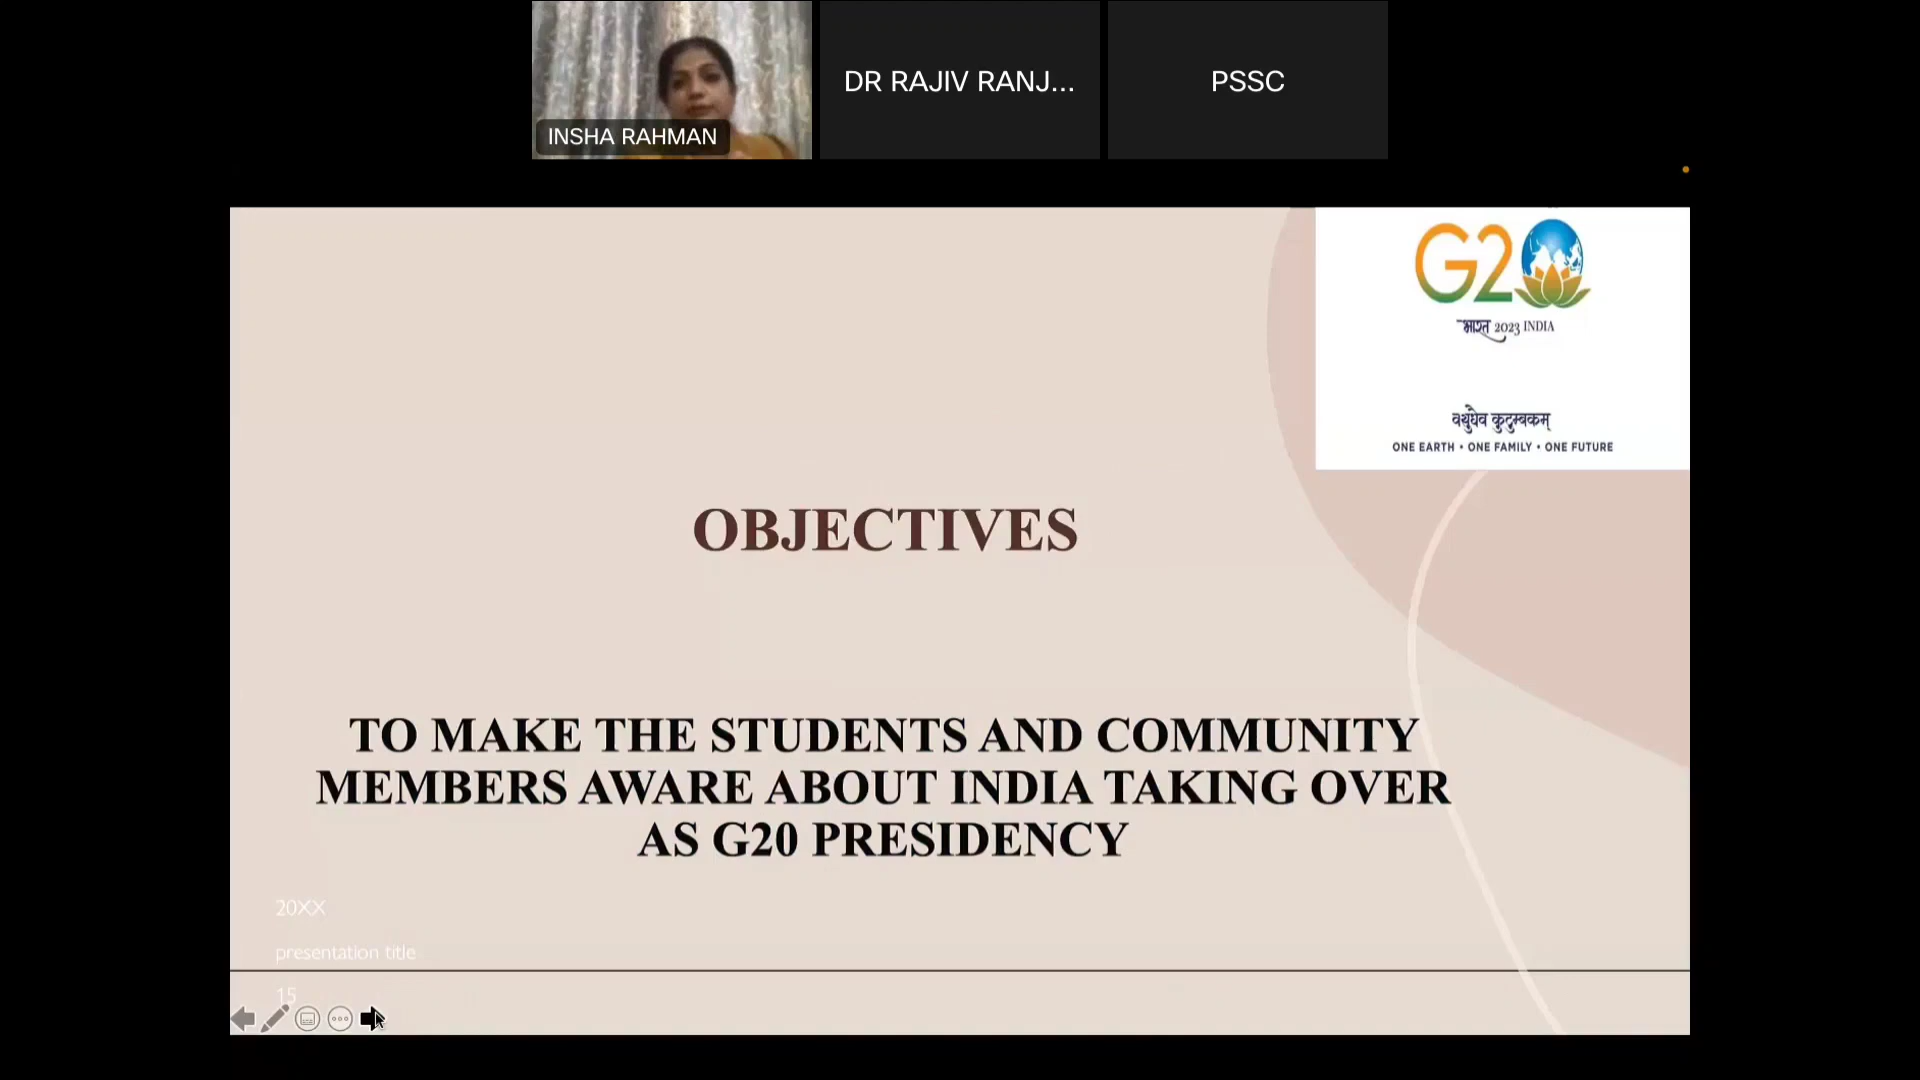 INSHA RAHMAN
DR RAJIV RANJ...
PSSC
G20
भारत 2023 INDIA
वसुधैव कुटुम्बकम्
ONE EARTH • ONE FAMILY • ONE FUTURE
OBJECTIVES
TO MAKE THE STUDENTS AND COMMUNITY
MEMBERS AWARE ABOUT INDIA TAKING OVER
AS G20 PRESIDENCY
20XX
presentation title
15